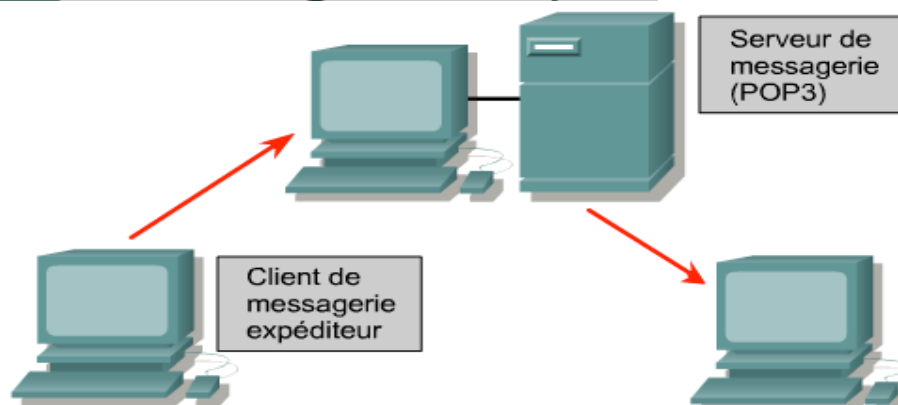 Serveur de
messagerie
(POP3)
Client de
messagerie
expéditeur